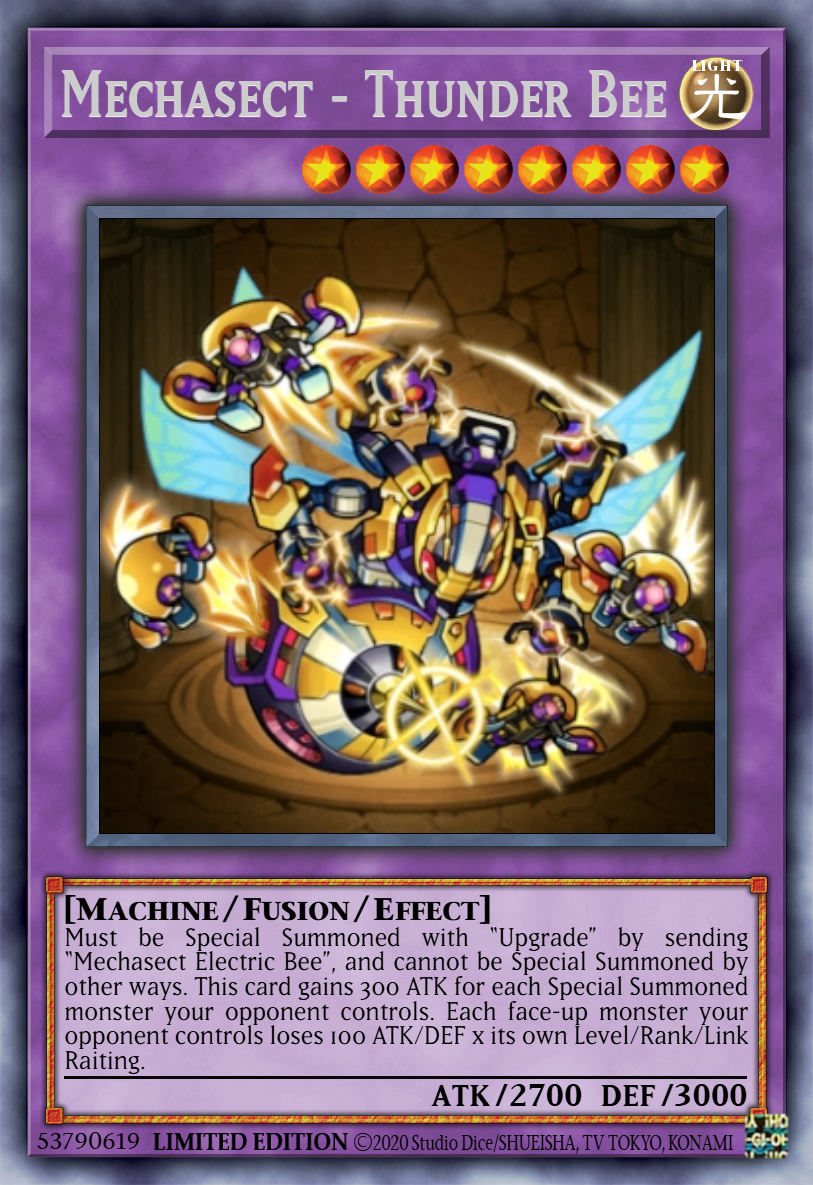 Mechasect - Thunder Bee
LIGHT
光
[Machine/Fusion/Effect]
Must be Special Summoned with "Upgrade" by sending
"Mechasect Electric Bee", and cannot be Special Summoned by
other ways. This card gains 300 ATK for each Special Summoned
monster your opponent controls. Each face-up monster your
opponent controls loses 100 ATK/DEF x its own Level/Rank/Link
Raiting.
ATK/2700 DEF/3000
53790619 LIMITED EDITION ©2020 Studio Dice/SHUEISHA, TV TOKYO, KONAMI